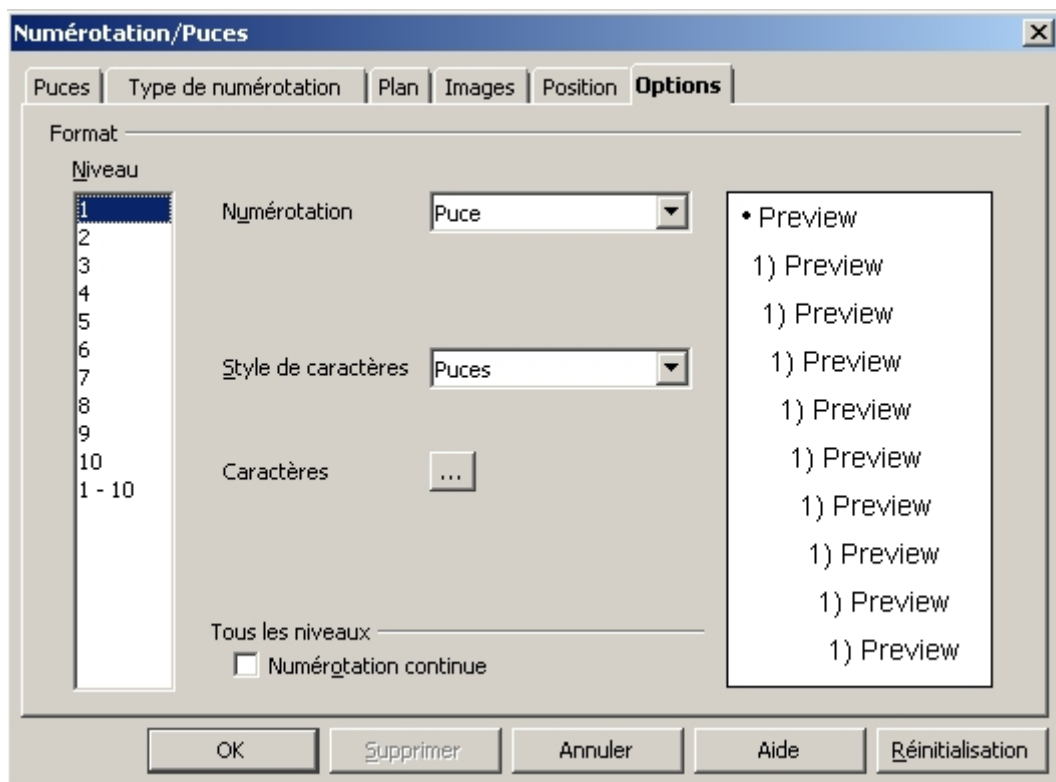 Numérotation/Puces
Puces Type de numérotation Plan Images Position Options
Format
Niveau
1
2
3
4
5
6
7
8
9
10
1 - 10
Numérotation Puce
Style de caractères Puces
Caractères ...
Tous les niveaux
Numérotation continue
• Preview
1) Preview
1) Preview
1) Preview
1) Preview
1) Preview
1) Preview
1) Preview
1) Preview
1) Preview
OK Supprimer Annuler Aide Réinitialisation